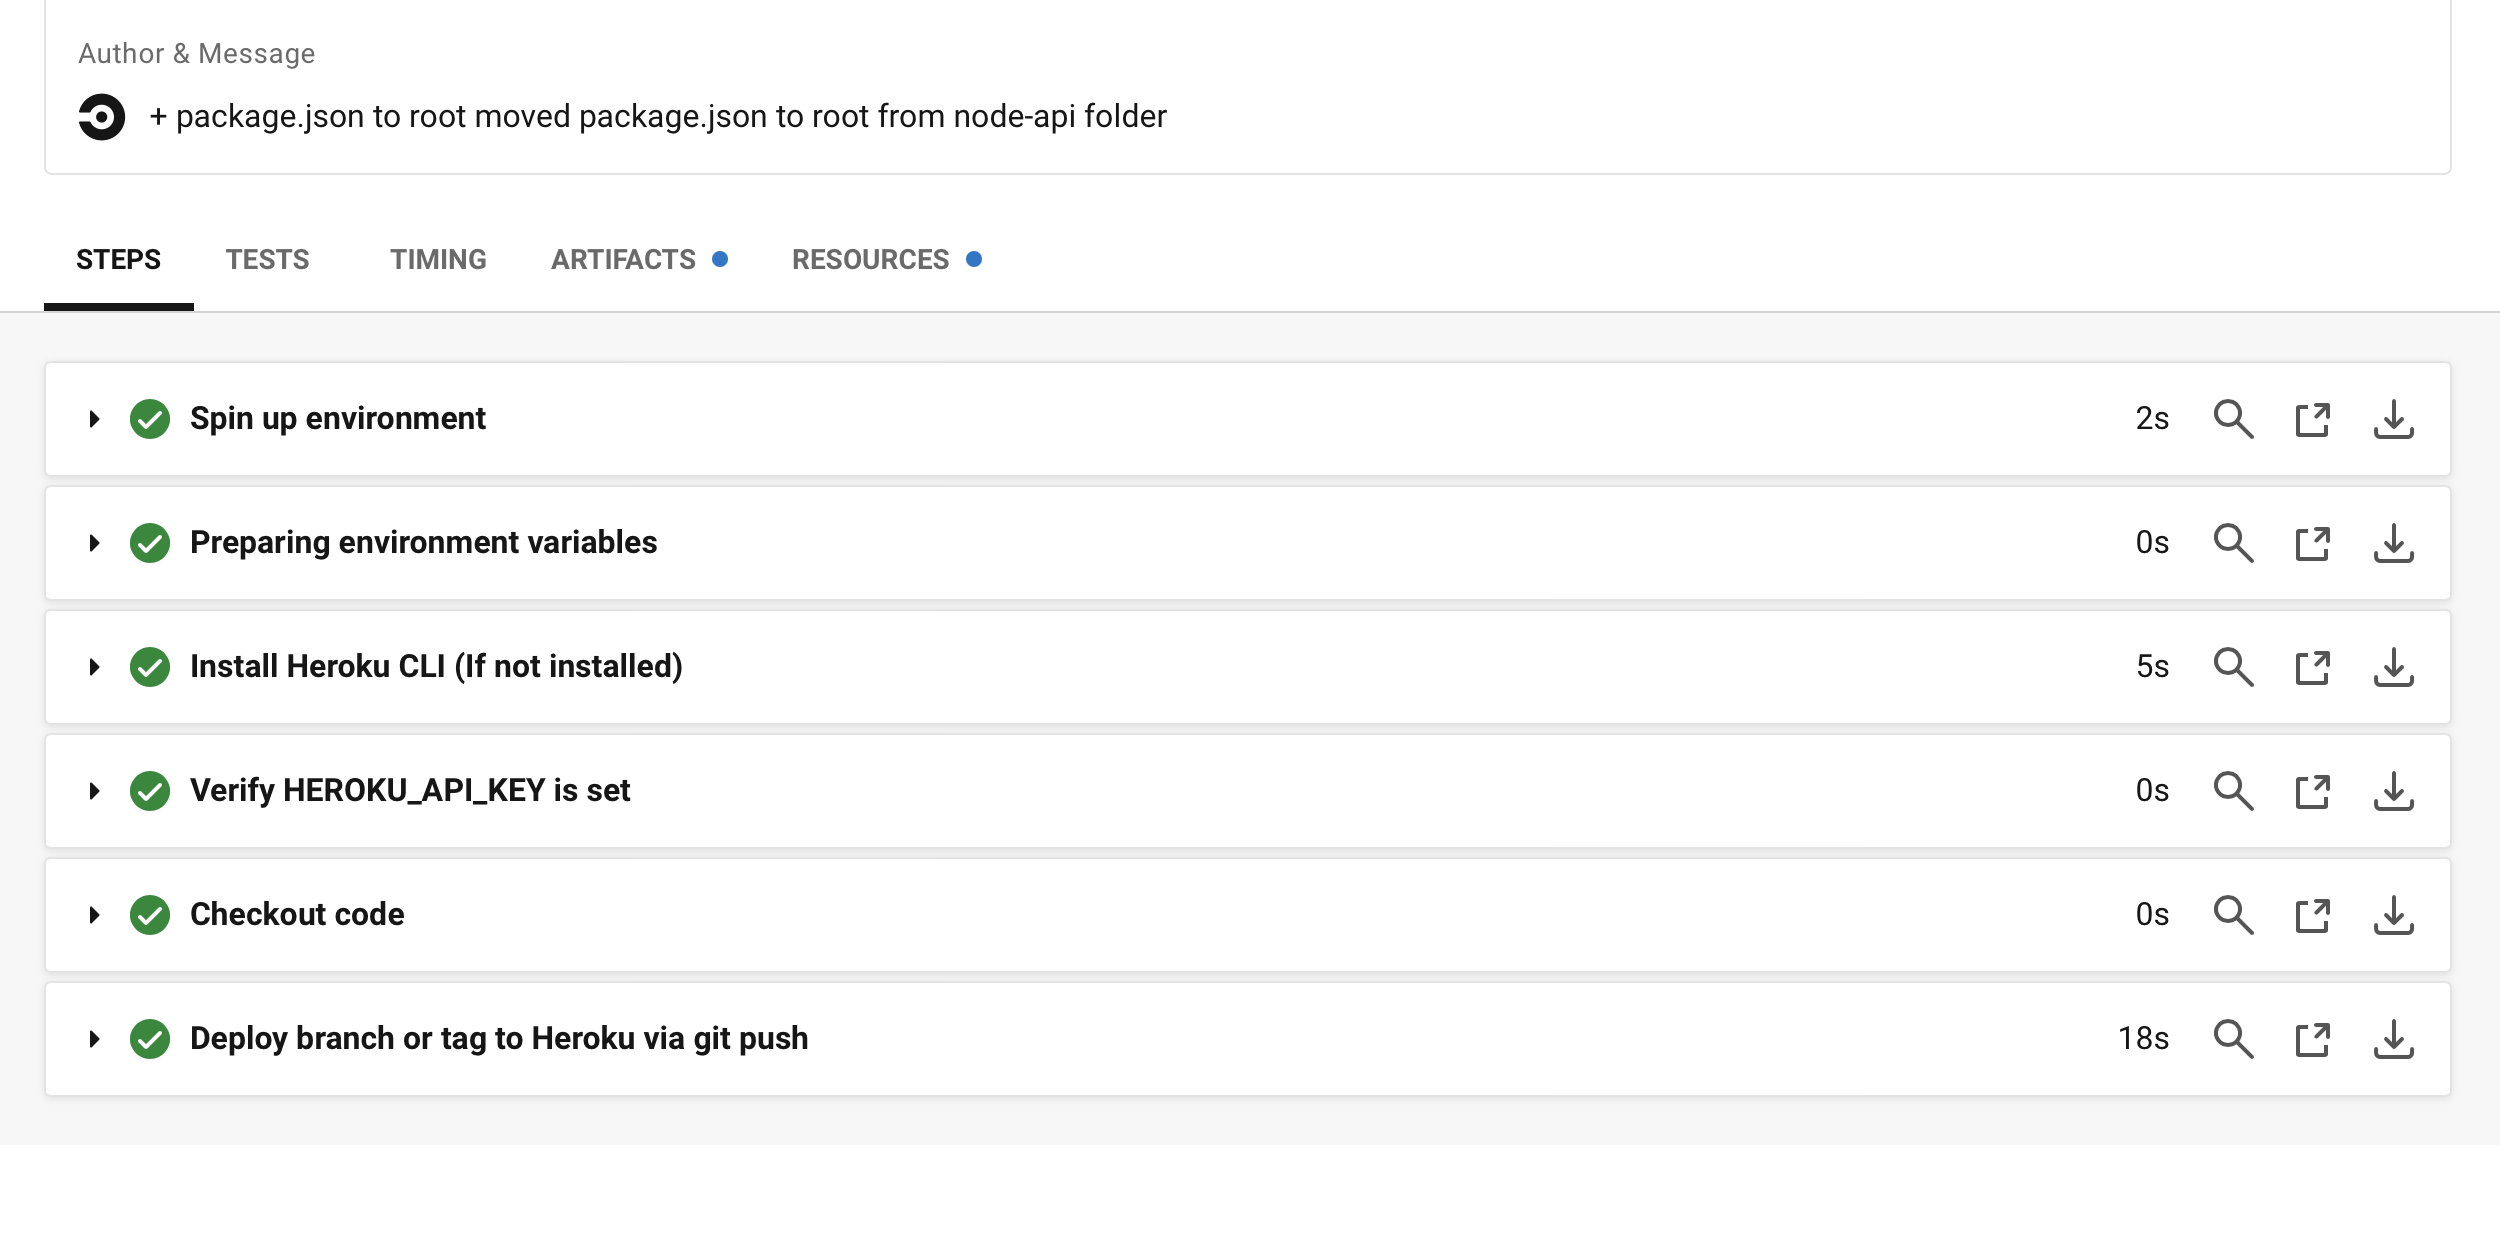 Author & Message
+ package.json to root moved package.json to root from node-api folder
STEPS TESTS TIMING ARTIFACTS RESOURCES
Spin up environment 2s
Preparing environment variables 0s
Install Heroku CLI (If not installed) 5s
Verify HEROKU_API_KEY is set 0s
Checkout code 0s
Deploy branch or tag to Heroku via git push 18s